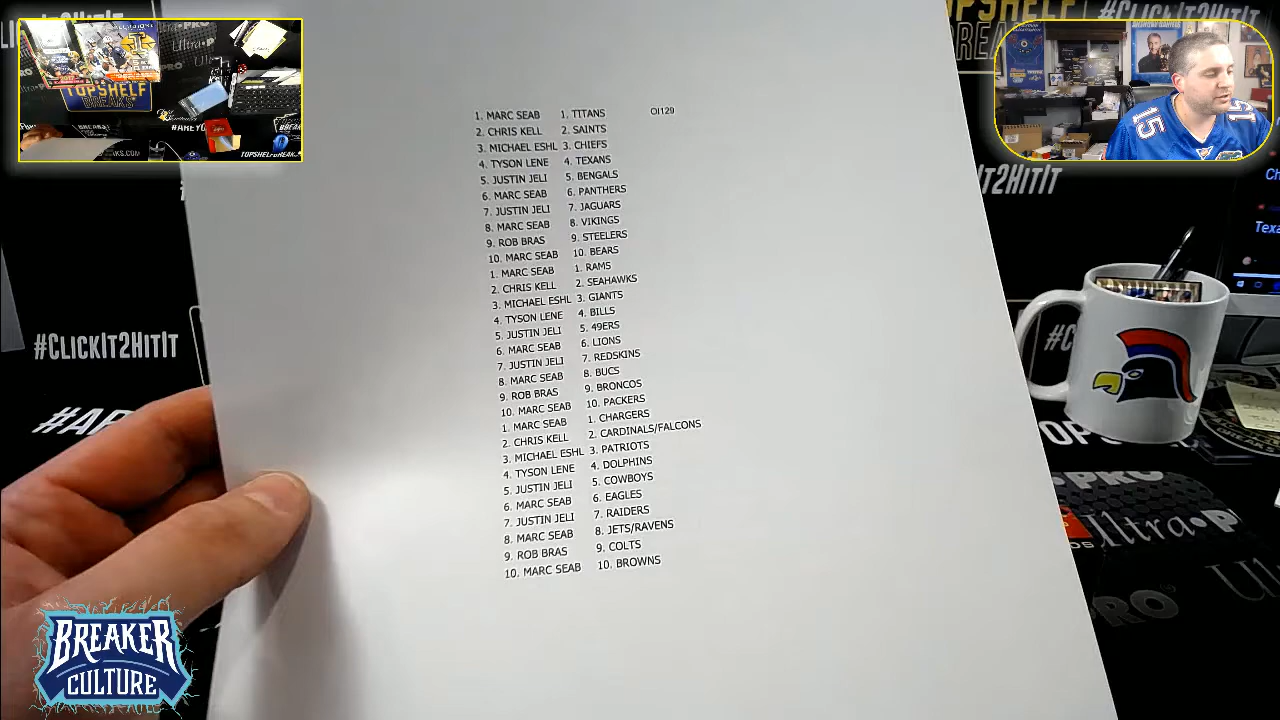 1. MARC SEAB 1. TITANS OI129
2. CHRIS KELL 2. SAINTS
3. MICHAEL ESHL 3. CHIEFS
4. TYSON LENE 4. TEXANS
5. JUSTIN JELI 5. BENGALS
6. MARC SEAB 6. PANTHERS
7. JUSTIN JELI 7. JAGUARS
8. MARC SEAB 8. VIKINGS
9. ROB BRAS 9. STEELERS
10. MARC SEAB 10. BEARS
1. MARC SEAB 1. RAMS
2. CHRIS KELL 2. SEAHAWKS
3. MICHAEL ESHL 3. GIANTS
4. TYSON LENE 4. BILLS
5. JUSTIN JELI 5. 49ERS
6. MARC SEAB 6. LIONS
7. JUSTIN JELI 7. REDSKINS
8. MARC SEAB 8. BUCS
9. ROB BRAS 9. BRONCOS
10. MARC SEAB 10. PACKERS
1. MARC SEAB 1. CHARGERS
2. CHRIS KELL 2. CARDINALS/FALCONS
3. MICHAEL ESHL 3. PATRIOTS
4. TYSON LENE 4. DOLPHINS
5. JUSTIN JELI 5. COWBOYS
6. MARC SEAB 6. EAGLES
7. JUSTIN JELI 7. RAIDERS
8. MARC SEAB 8. JETS/RAVENS
9. ROB BRAS 9. COLTS
10. MARC SEAB 10. BROWNS
#CLICKIT2HITIT
BREAKER
CULTURE
TOPSHELF
BREAKS
15